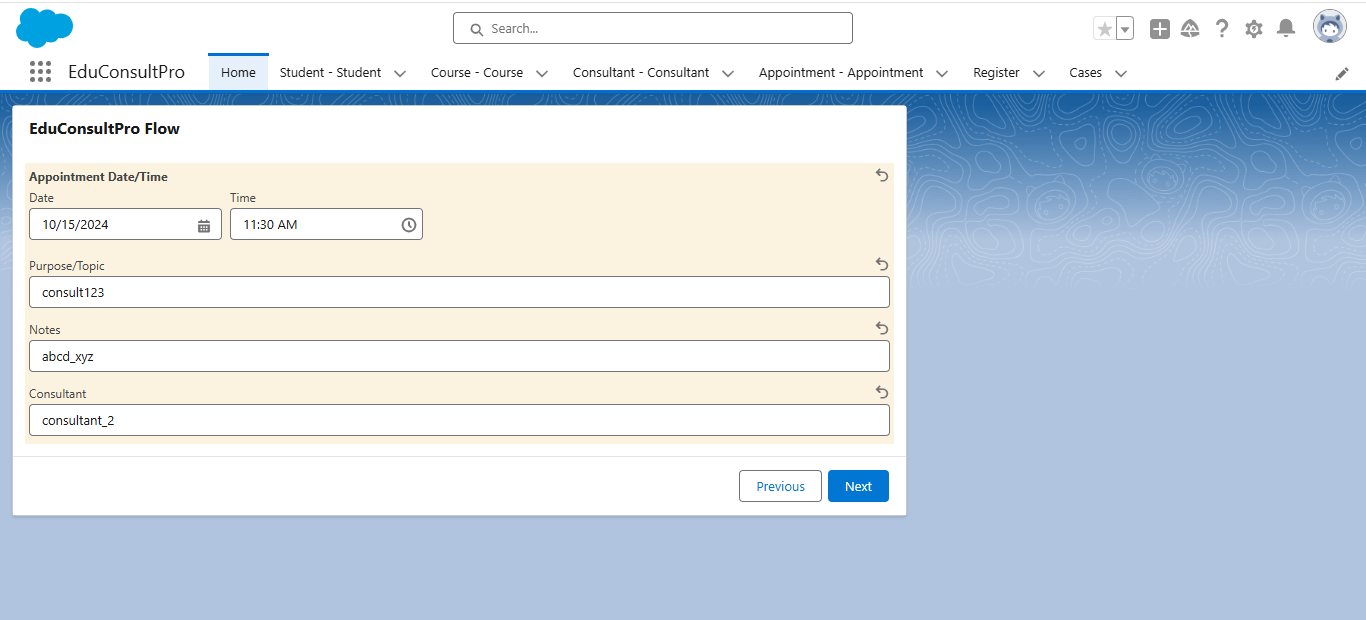 Search...
EduConsultPro Home Student - Student Course - Course Consultant - Consultant Appointment - Appointment Register Cases
EduConsultPro Flow
Appointment Date/Time
Date Time
10/15/2024 11:30 AM
Purpose/Topic
consult123
Notes
abcd_xyz
Consultant
consultant_2
Previous Next